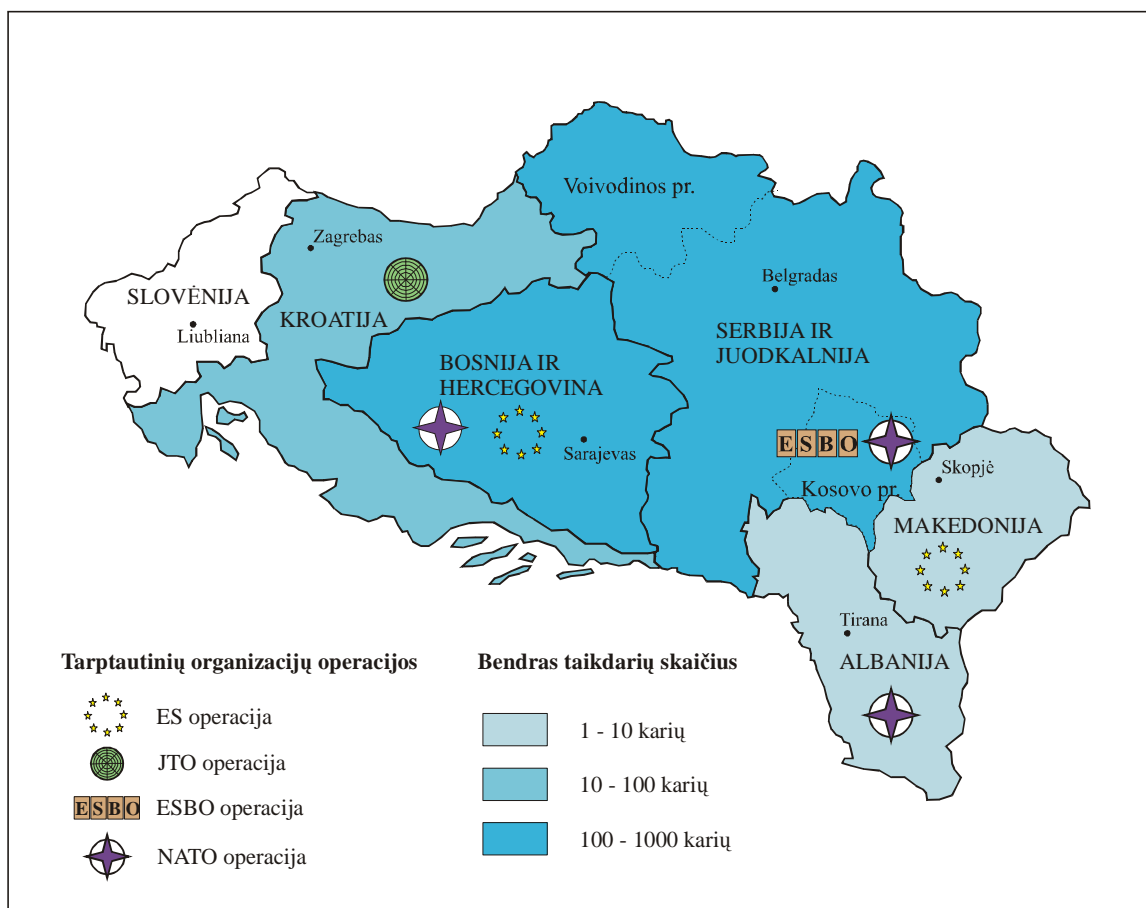 Voivodinos pr.
Zagrebas
Belgradas
SLOVĖNIJA
Liubliana
KROATIJA
SERBIJA IR
JUODKALNIJA
BOSNIJA IR
HERCEGOVINA
Sarajevas
ESBO
Kosovo pr.
Skopjė
MAKEDONIJA
Tirana
ALBANIJA
Tarptautinių organizacijų operacijos
ES operacija
JTO operacija
ESBO ESBO operacija
NATO operacija
Bendras taikdarių skaičius
1 - 10 karių
10 - 100 karių
100 - 1000 karių